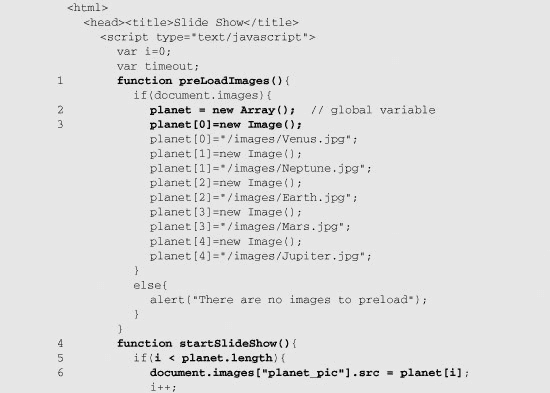 <html>
<head><title>Slide Show</title>
<script type="text/javascript">
var i=0;
var timeout;
1 function preLoadImages(){
if(document.images){
2 planet = new Array(); // global variable
3 planet[0]=new Image();
planet[0]="/images/Venus.jpg";
planet[1]=new Image();
planet[1]="/images/Neptune.jpg";
planet[2]=new Image();
planet[2]="/images/Earth.jpg";
planet[3]=new Image();
planet[3]="/images/Mars.jpg";
planet[4]=new Image();
planet[4]="/images/Jupiter.jpg";
}
else{
alert("There are no images to preload");
}
}
4 function startSlideShow(){
5 if(i < planet.length){
6 document.images["planet_pic"].src = planet[i];
i++;